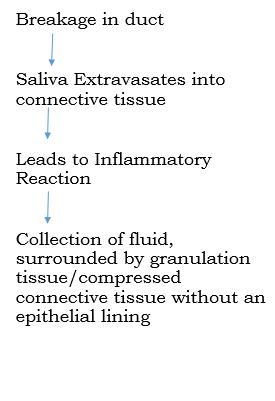 Breakage in duct
Saliva Extravasates into
connective tissue
Leads to Inflammatory
Reaction
Collection of fluid,
surrounded by granulation
tissue/compressed
connective tissue without an
epithelial lining